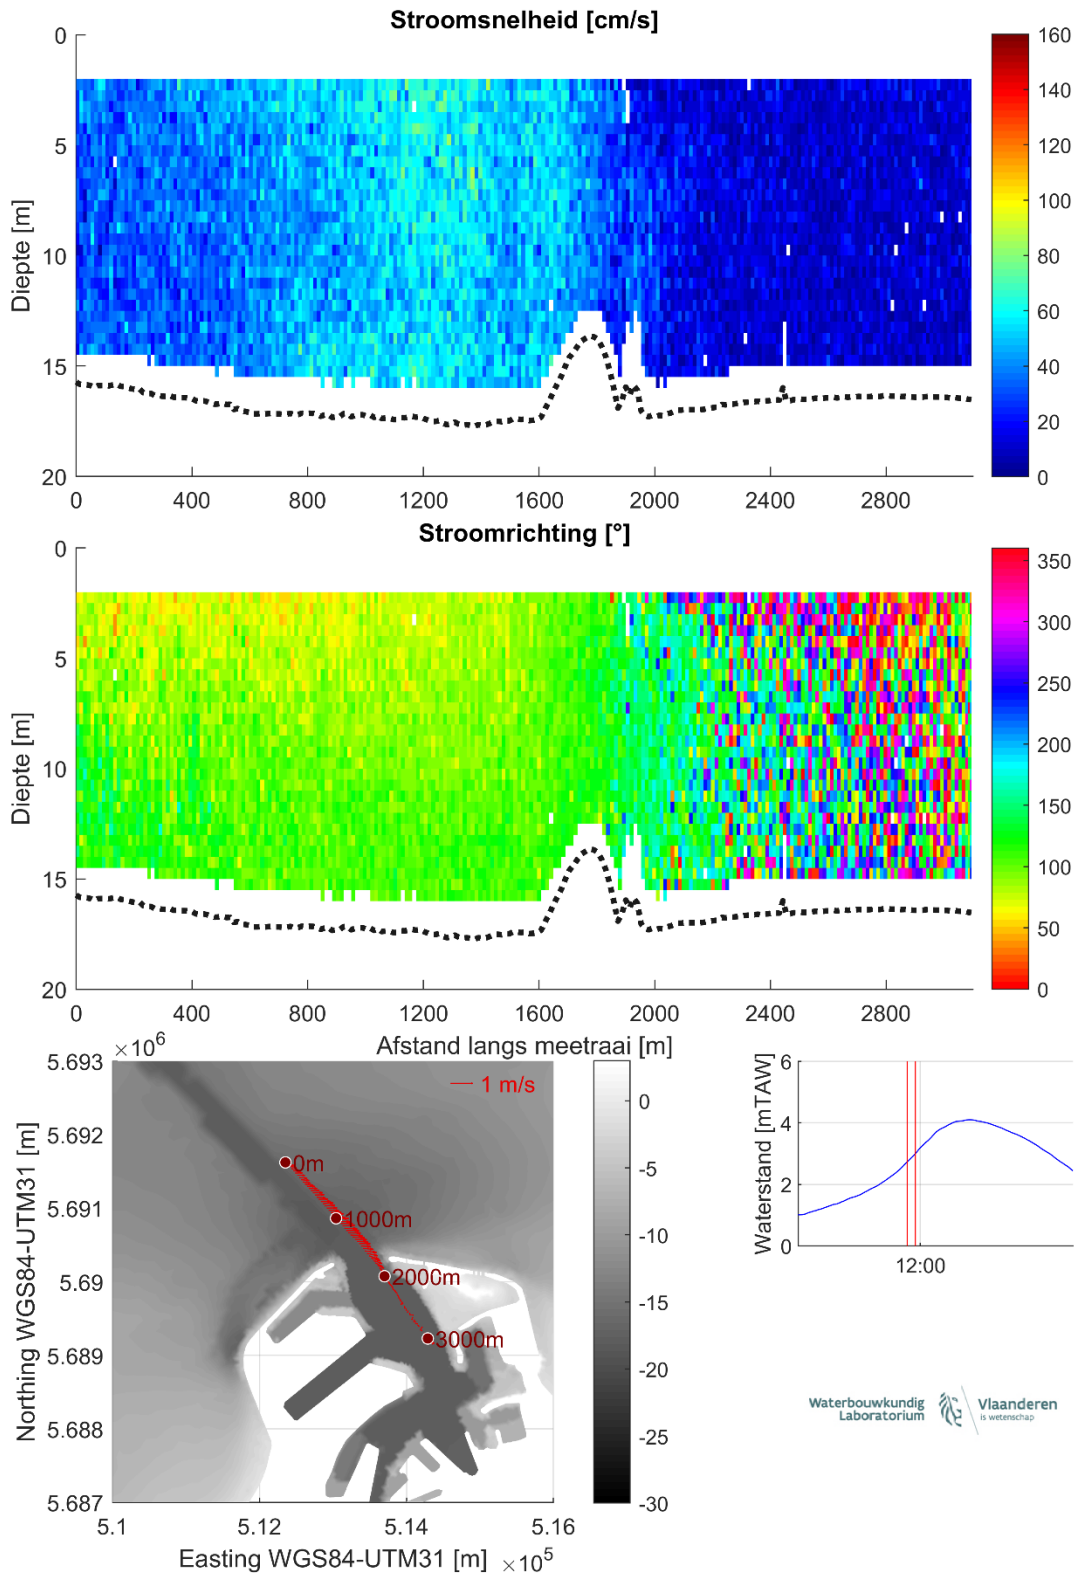 Stroomsnelheid [cm/s]
0
5
10
15
20
Diepte [m]
0 400 800 1200 1600 2000 2400 2800
160
140
120
100
80
60
40
20
0
Stroomrichting [°]
0
5
10
15
20
Diepte [m]
0 400 800 1200 1600 2000 2400 2800
350
300
250
200
150
100
50
0
Afstand langs meetraai [m]
×10⁶
5.693
5.692
5.691
5.69
5.689
5.688
5.687
Northing WGS84-UTM31 [m]
1 m/s
0m
1000m
2000m
3000m
5.1 5.12 5.14 5.16
Easting WGS84-UTM31 [m] ×10⁵
0
-5
-10
-15
-20
-25
-30
Waterstand [mTAW]
6
4
2
0
12:00
Waterbouwkundig
Laboratorium
Vlaanderen
is wetenschap